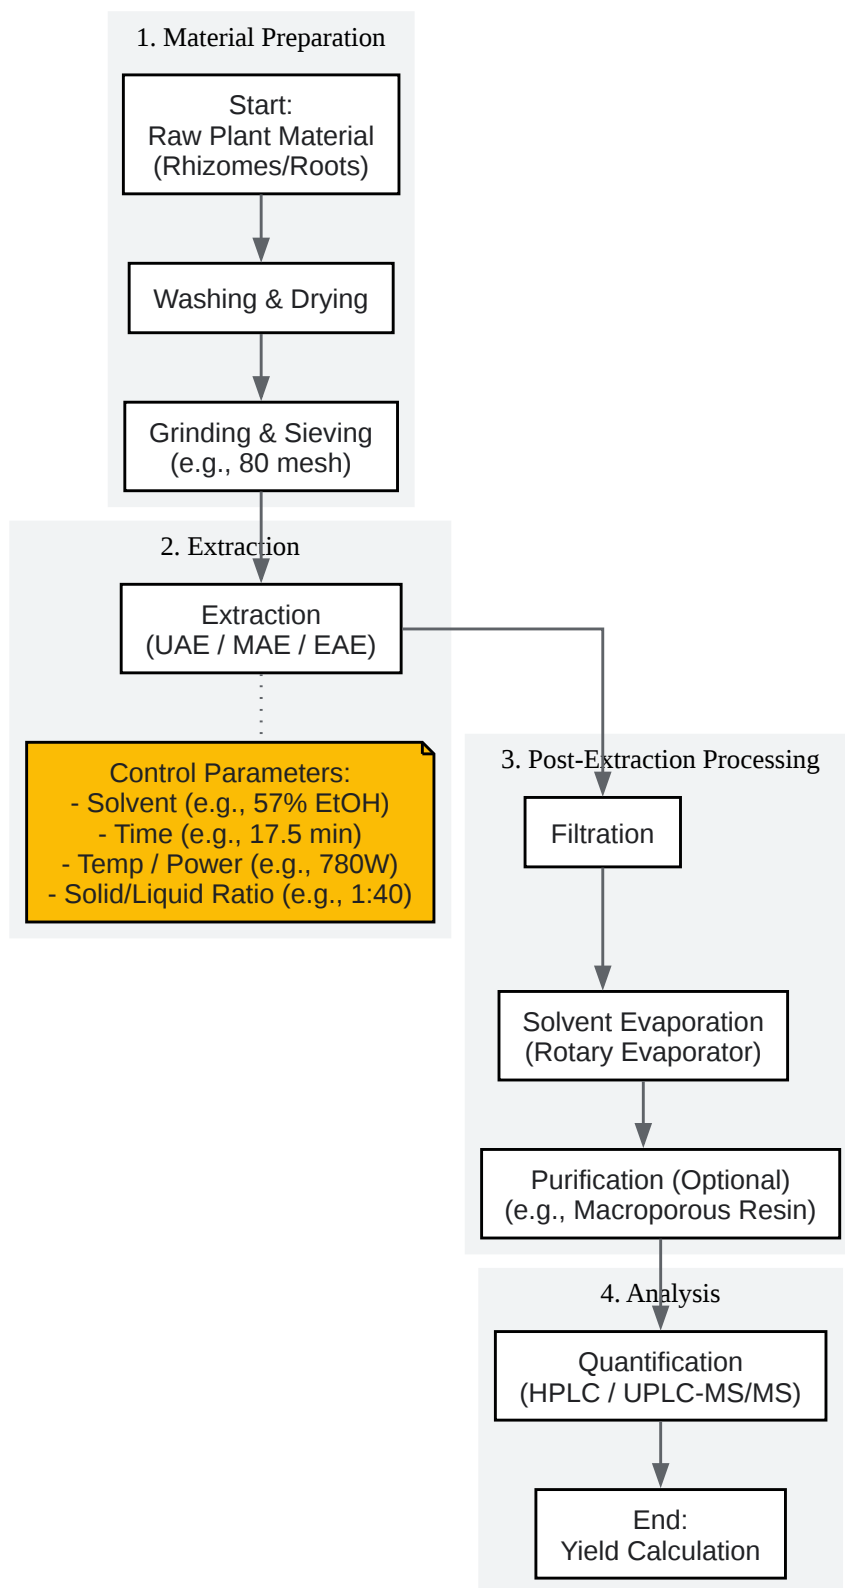 1. Material Preparation
Start:
Raw Plant Material
(Rhizomes/Roots)
Washing & Drying
Grinding & Sieving
(e.g., 80 mesh)
2. Extraction
Extraction
(UAE / MAE / EAE)
Control Parameters:
- Solvent (e.g., 57% EtOH)
- Time (e.g., 17.5 min)
- Temp / Power (e.g., 780W)
- Solid/Liquid Ratio (e.g., 1:40)
3. Post-Extraction Processing
Filtration
Solvent Evaporation
(Rotary Evaporator)
Purification (Optional)
(e.g., Macroporous Resin)
4. Analysis
Quantification
(HPLC / UPLC-MS/MS)
End:
Yield Calculation